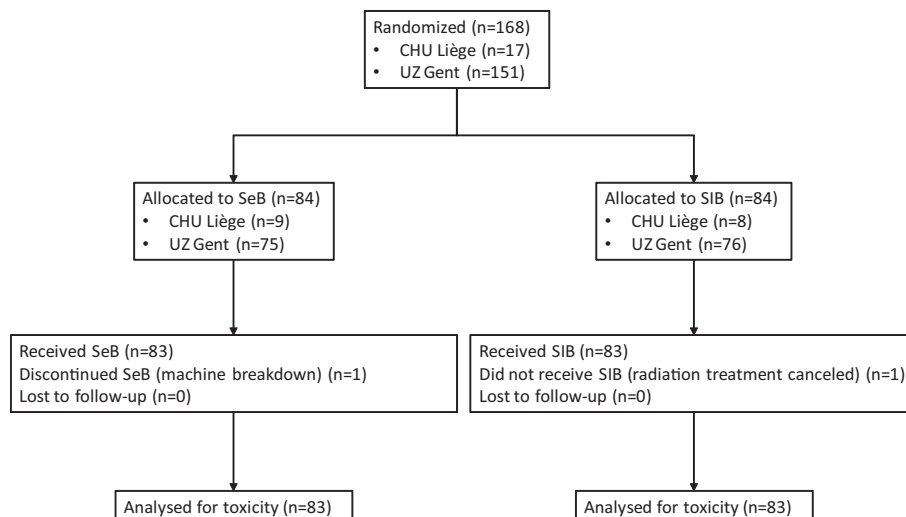 Randomized (n=168)
• CHU Liège (n=17)
• UZ Gent (n=151)
Allocated to SeB (n=84)
• CHU Liège (n=9)
• UZ Gent (n=75)
Allocated to SIB (n=84)
• CHU Liège (n=8)
• UZ Gent (n=76)
Received SeB (n=83)
Discontinued SeB (machine breakdown) (n=1)
Lost to follow-up (n=0)
Received SIB (n=83)
Did not receive SIB (radiation treatment canceled) (n=1)
Lost to follow-up (n=0)
Analysed for toxicity (n=83)
Analysed for toxicity (n=83)